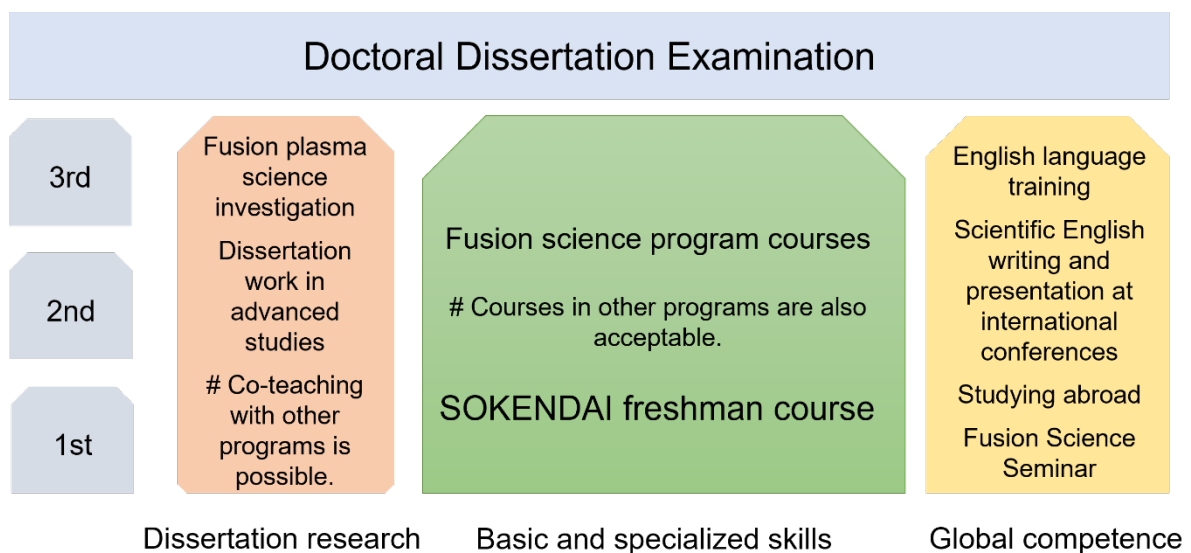 Doctoral Dissertation Examination
3rd
2nd
1st
Fusion plasma
science
investigation
Dissertation
work in
advanced
studies
# Co-teaching
with other
programs is
possible.
Fusion science program courses
# Courses in other programs are also
acceptable.
SOKENDAI freshman course
English language
training
Scientific English
writing and
presentation at
international
conferences
Studying abroad
Fusion Science
Seminar
Dissertation research
Basic and specialized skills
Global competence